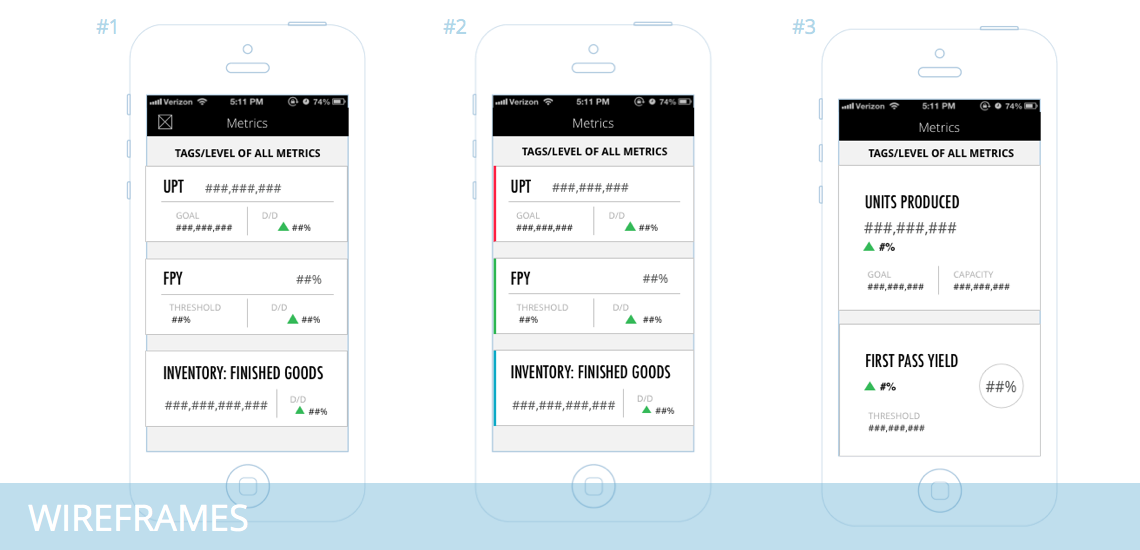 #1
Verizon 5:11 PM 74%
Metrics
TAGS/LEVEL OF ALL METRICS
UPT ###,###,###
GOAL D/D
###,###,### ##%
FPY ##%
THRESHOLD D/D
##% ##%
INVENTORY: FINISHED GOODS
###,###,###,### D/D
##%
#2
Verizon 5:11 PM 74%
Metrics
TAGS/LEVEL OF ALL METRICS
UPT ###,###,###
GOAL D/D
###,###,### ##%
FPY ##%
THRESHOLD D/D
##% ##%
INVENTORY: FINISHED GOODS
###,###,###,### D/D
##%
#3
Verizon 5:11 PM 74%
Metrics
TAGS/LEVEL OF ALL METRICS
UNITS PRODUCED
###,###,###
#%
GOAL CAPACITY
###,###,### ###,###,###
FIRST PASS YIELD
#% ##%
THRESHOLD
###,###,###
WIREFRAMES